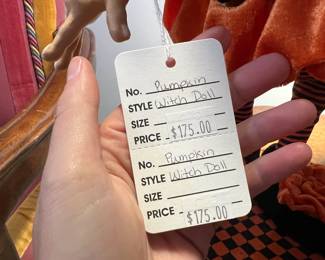 No. Pumpkin
STYLE Witch Doll
SIZE
PRICE $175.00
No. Pumpkin
STYLE Witch Doll
SIZE
PRICE $175.00